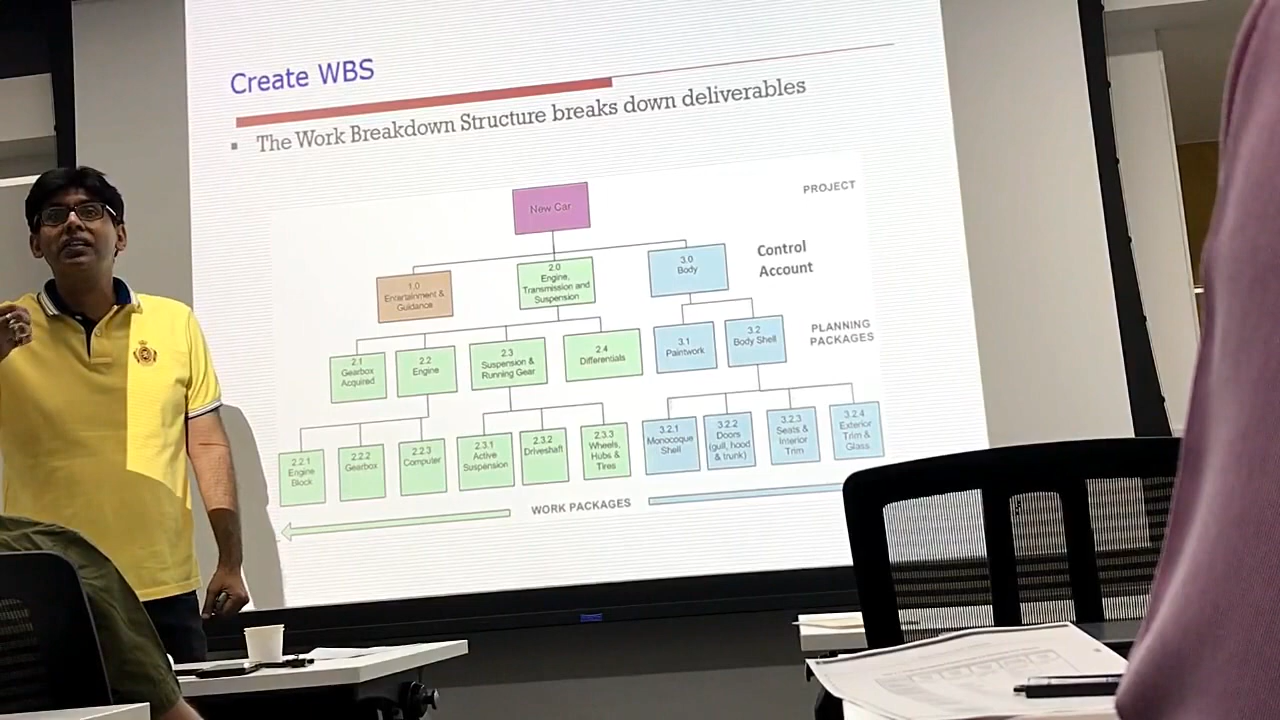 Create WBS
▪ The Work Breakdown Structure breaks down deliverables
PROJECT
New Car
Control
Account
1.0
Entertainment &
Guidance
2.0
Engine,
Transmission and
Suspension
3.0
Body
PLANNING
PACKAGES
2.1
Gearbox
Acquired
2.2
Engine
2.3
Suspension &
Running Gear
2.4
Differentials
3.1
Paintwork
3.2
Body Shell
2.2.1
Engine
Block
2.2.2
Gearbox
2.2.3
Computer
2.3.1
Active
Suspension
2.3.2
Driveshaft
2.3.3
Wheels,
Hubs &
Tires
3.2.1
Monocoque
Shell
3.2.2
Doors
(gull, hood
& trunk)
3.2.3
Seats &
Interior
Trim
3.2.4
Exterior
Trim &
Glass
WORK PACKAGES